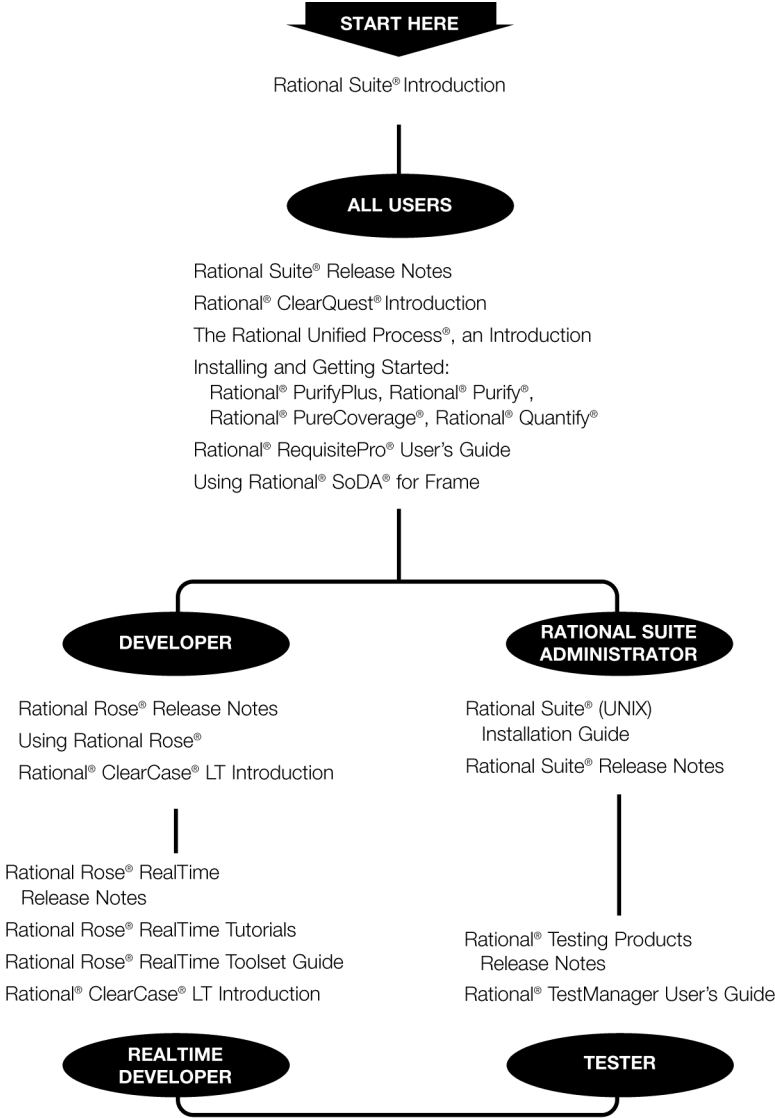 START HERE
Rational Suite® Introduction
ALL USERS
Rational Suite® Release Notes
Rational® ClearQuest® Introduction
The Rational Unified Process®, an Introduction
Installing and Getting Started:
Rational® PurifyPlus, Rational® Purify®,
Rational® PureCoverage®, Rational® Quantify®
Rational® RequisitePro® User's Guide
Using Rational® SoDA® for Frame
DEVELOPER
Rational Rose® Release Notes
Using Rational Rose®
Rational® ClearCase® LT Introduction
Rational Rose® RealTime
Release Notes
Rational Rose® RealTime Tutorials
Rational Rose® RealTime Toolset Guide
Rational® ClearCase® LT Introduction
REALTIME
DEVELOPER
RATIONAL SUITE
ADMINISTRATOR
Rational Suite® (UNIX)
Installation Guide
Rational Suite® Release Notes
Rational® Testing Products
Release Notes
Rational® TestManager User's Guide
TESTER